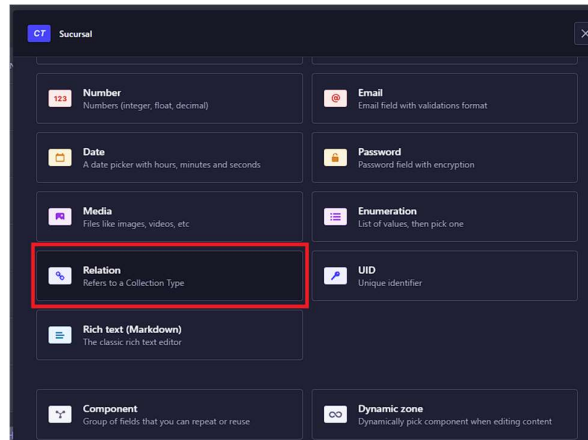 CT Sucursal
123 Number
Numbers (integer, float, decimal)
@ Email
Email field with validations format
Date
A date picker with hours, minutes and seconds
Password
Password field with encryption
Media
Files like images, videos, etc
Enumeration
List of values, then pick one
Relation
Refers to a Collection Type
UID
Unique identifier
Rich text (Markdown)
The classic rich text editor
Component
Group of fields that you can repeat or reuse
Dynamic zone
Dynamically pick component when editing content